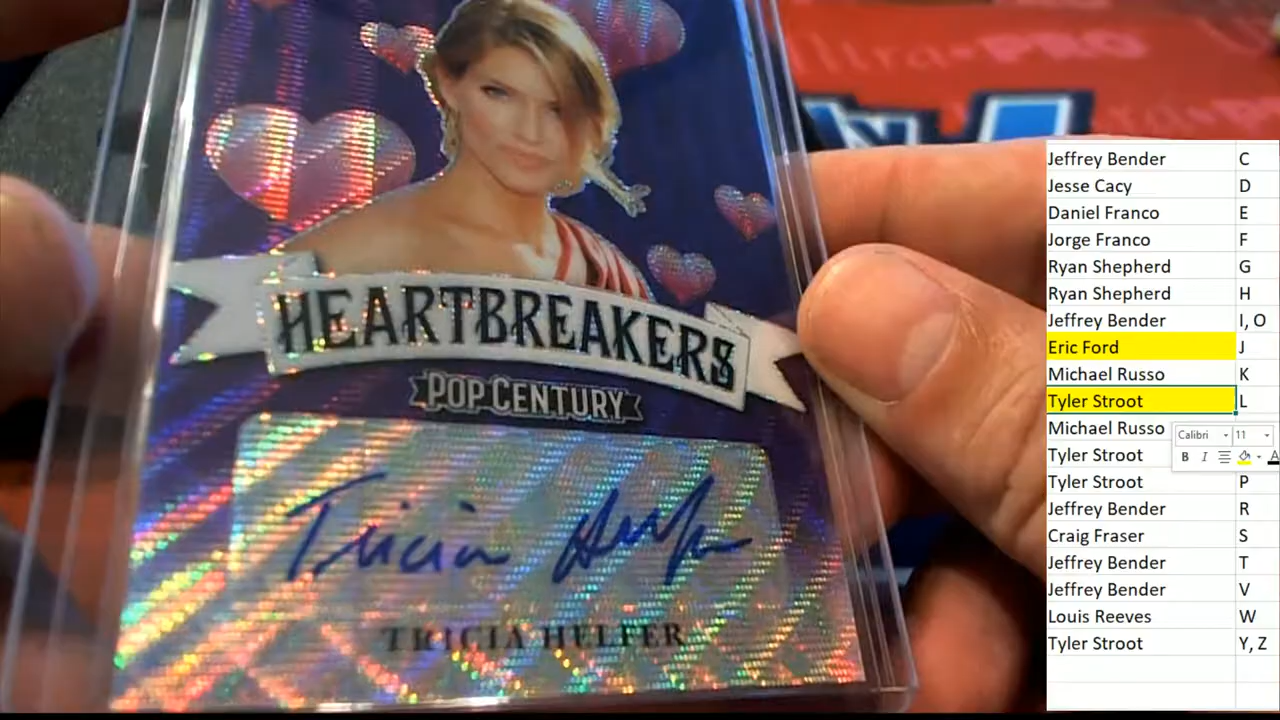 Ultra•PRO
HEARTBREAKERS
POP CENTURY
Tricia Helfer
TRICIA HELFER
Jeffrey Bender C
Jesse Cacy D
Daniel Franco E
Jorge Franco F
Ryan Shepherd G
Ryan Shepherd H
Jeffrey Bender I, O
Eric Ford J
Michael Russo K
Tyler Stroot L
Michael Russo
Calibri 11
Tyler Stroot
B I A
Tyler Stroot P
Jeffrey Bender R
Craig Fraser S
Jeffrey Bender T
Jeffrey Bender V
Louis Reeves W
Tyler Stroot Y, Z